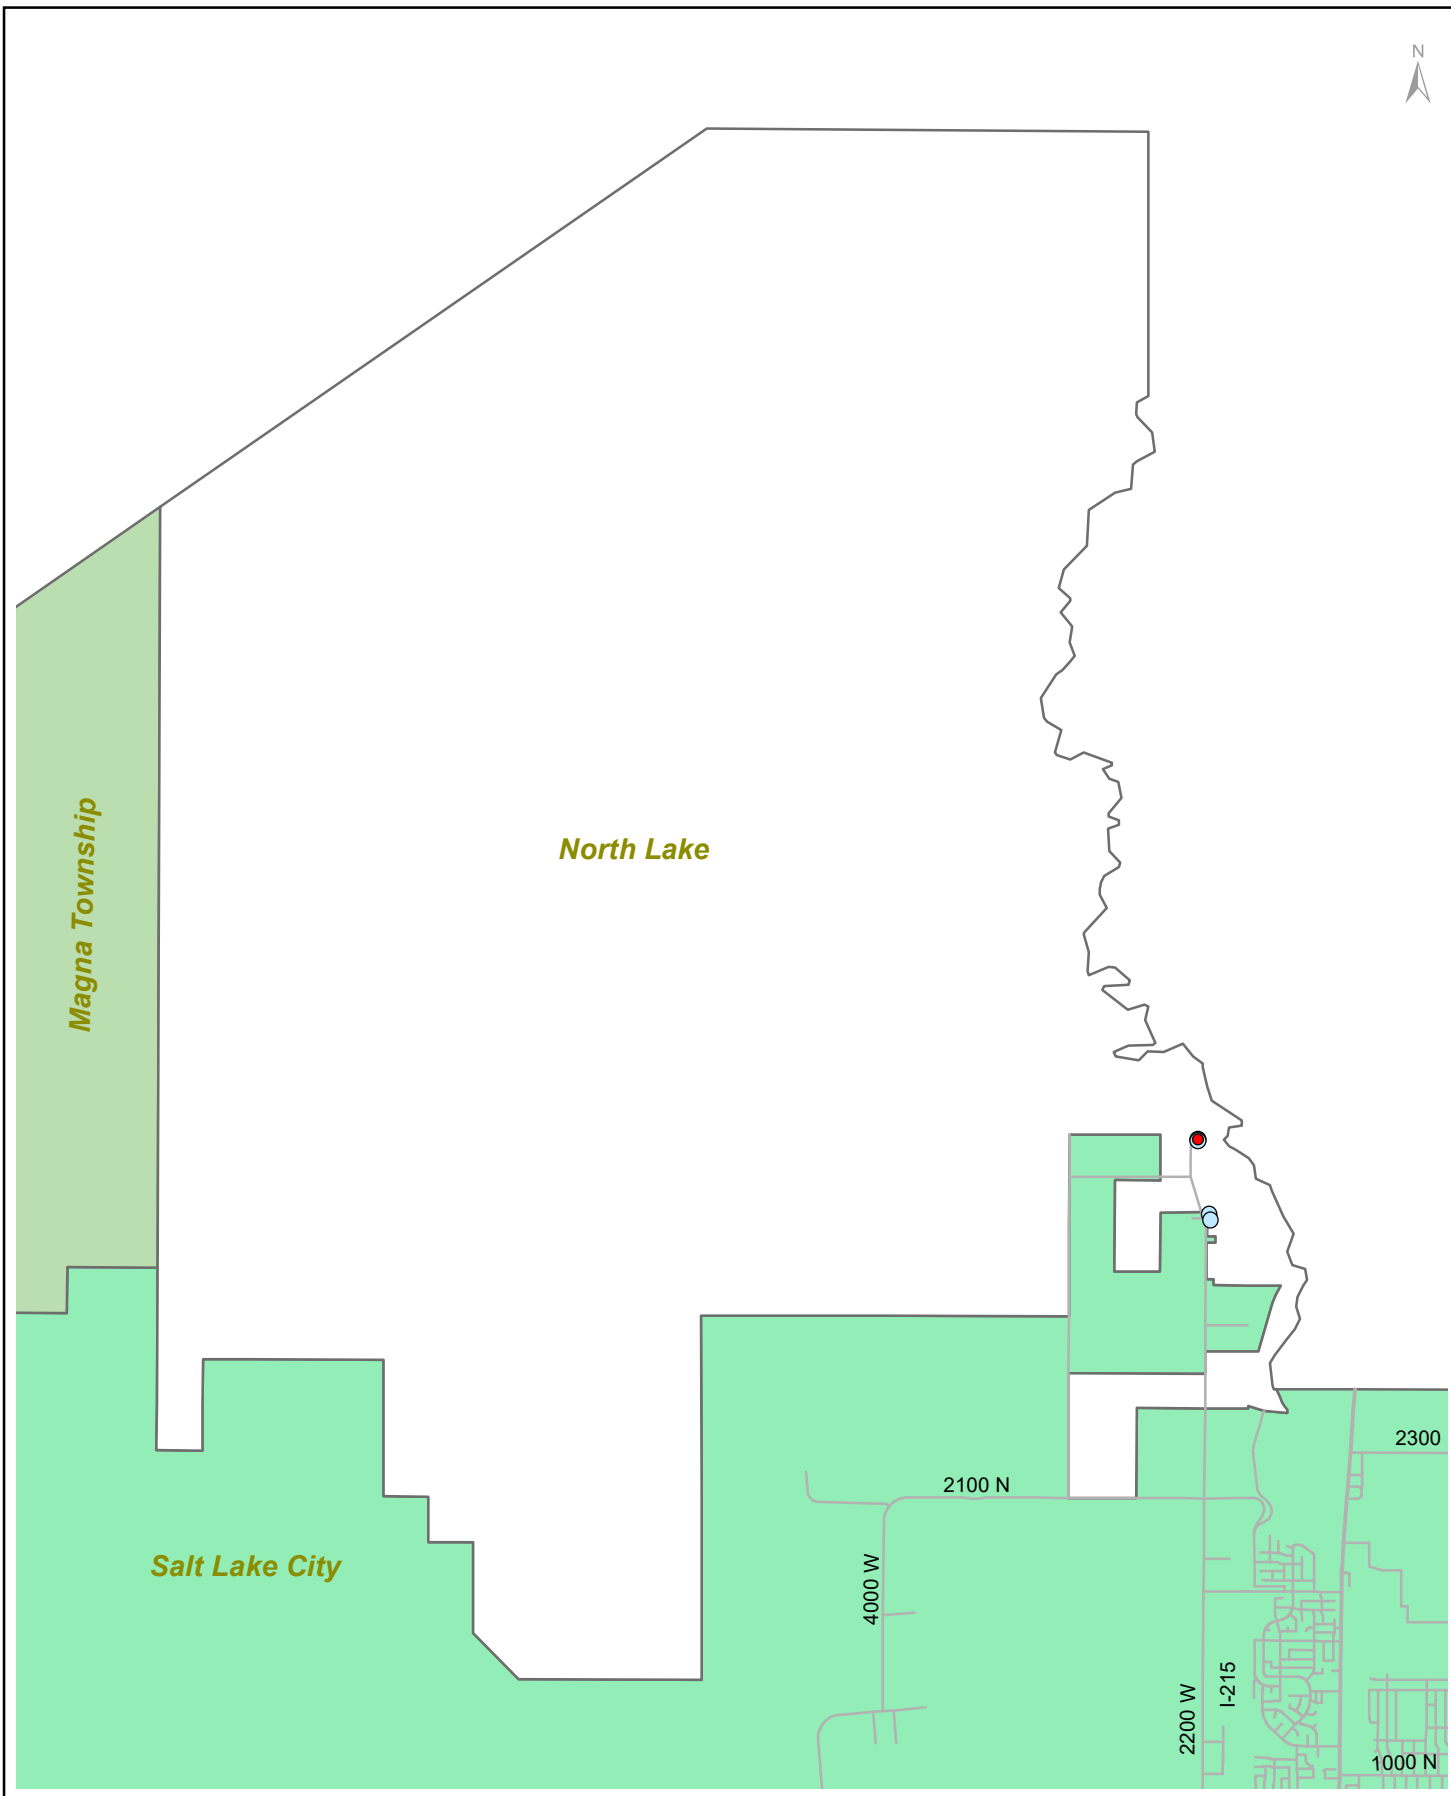 N
North Lake
Magna Township
2300
2100 N
Salt Lake City
4000 W
I-215
2200 W
1000 N